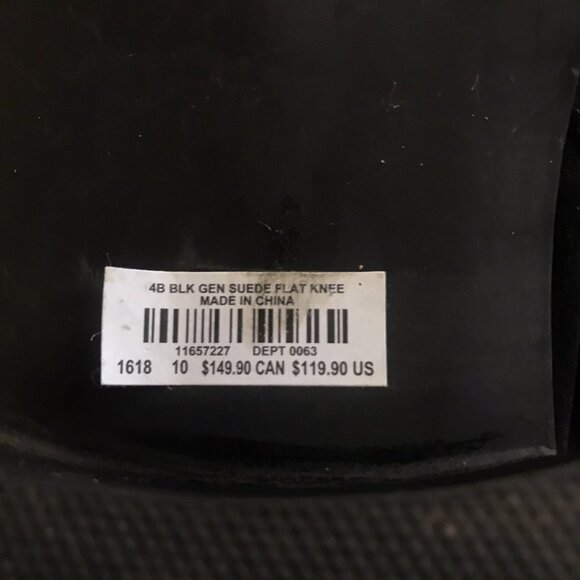 4B BLK GEN SUEDE FLAT KNEE
MADE IN CHINA
11657227 DEPT 0063
1618 10 $149.90 CAN $119.90 US